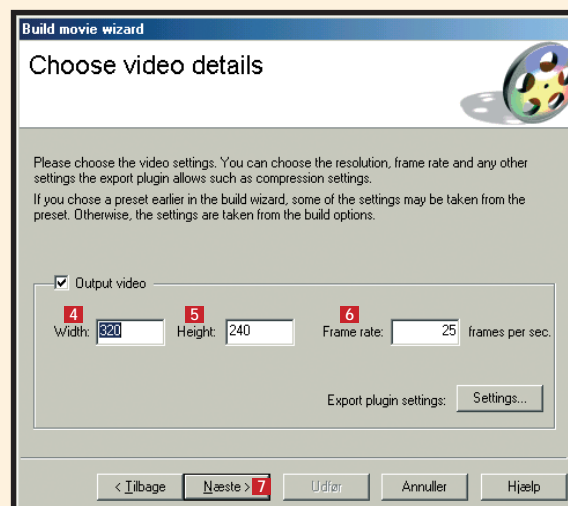 Build movie wizard
Choose video details
Please choose the video settings. You can choose the resolution, frame rate and any other
settings the export plugin allows such as compression settings.
If you chose a preset earlier in the build wizard, some of the settings may be taken from the
preset. Otherwise, the settings are taken from the build options.
Output video
4 5 6
Width: 320 Height: 240 Frame rate: 25 frames per sec.
Export plugin settings: Settings...
< Tilbage Næste > 7 Udfør Annuller Hjælp